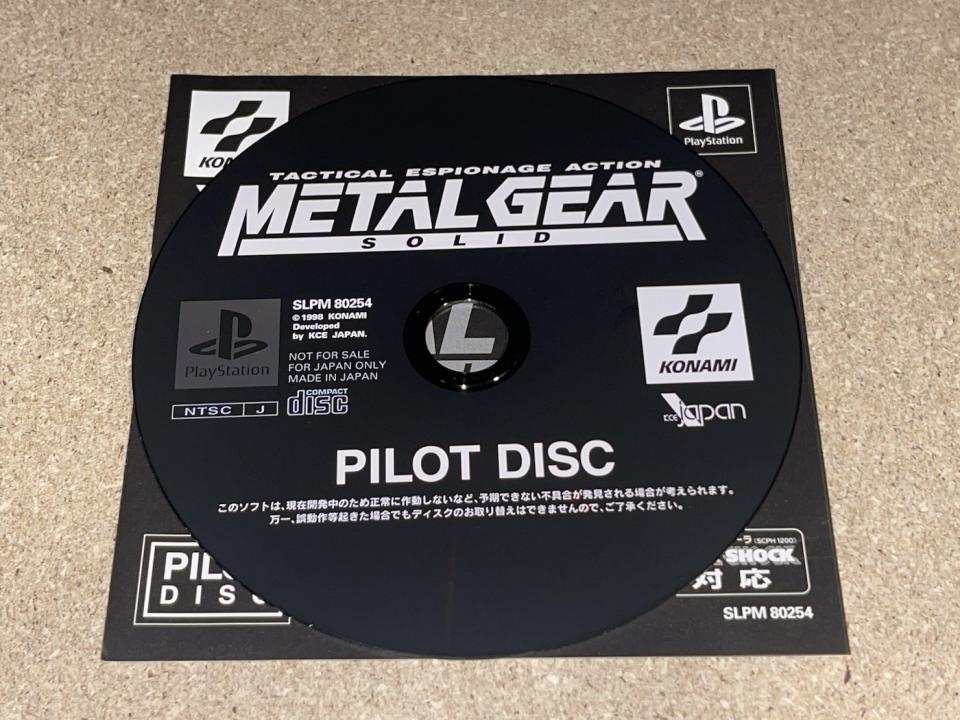 KON
PlayStation
TACTICAL ESPIONAGE ACTION
METAL GEAR®
SOLID
SLPM 80254
©1998 KONAMI
Developed
by KCE JAPAN.
PlayStation
NOT FOR SALE
FOR JAPAN ONLY
MADE IN JAPAN
NTSC J
COMPACT
disc
L
KONAMI
KCE japan
PILOT DISC
このソフトは、現在開発中のため正常に作動しないなど、予期できない不具合が発見される場合が考えられます。
万一、誤動作等起きた場合でもディスクのお取り替えはできませんので、ご了承ください。
PIL
DISC
ーラ(SCPH 1200)
SHOCK
対応
SLPM 80254